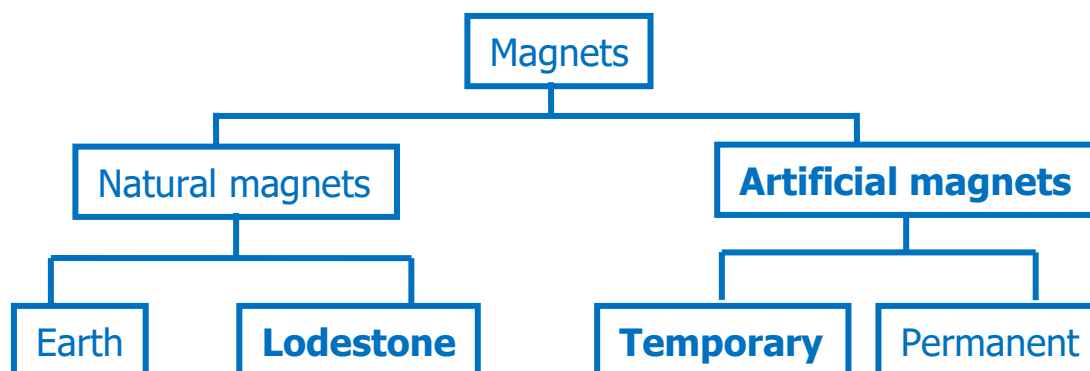 Magnets
Natural magnets
Artificial magnets
Earth
Lodestone
Temporary
Permanent